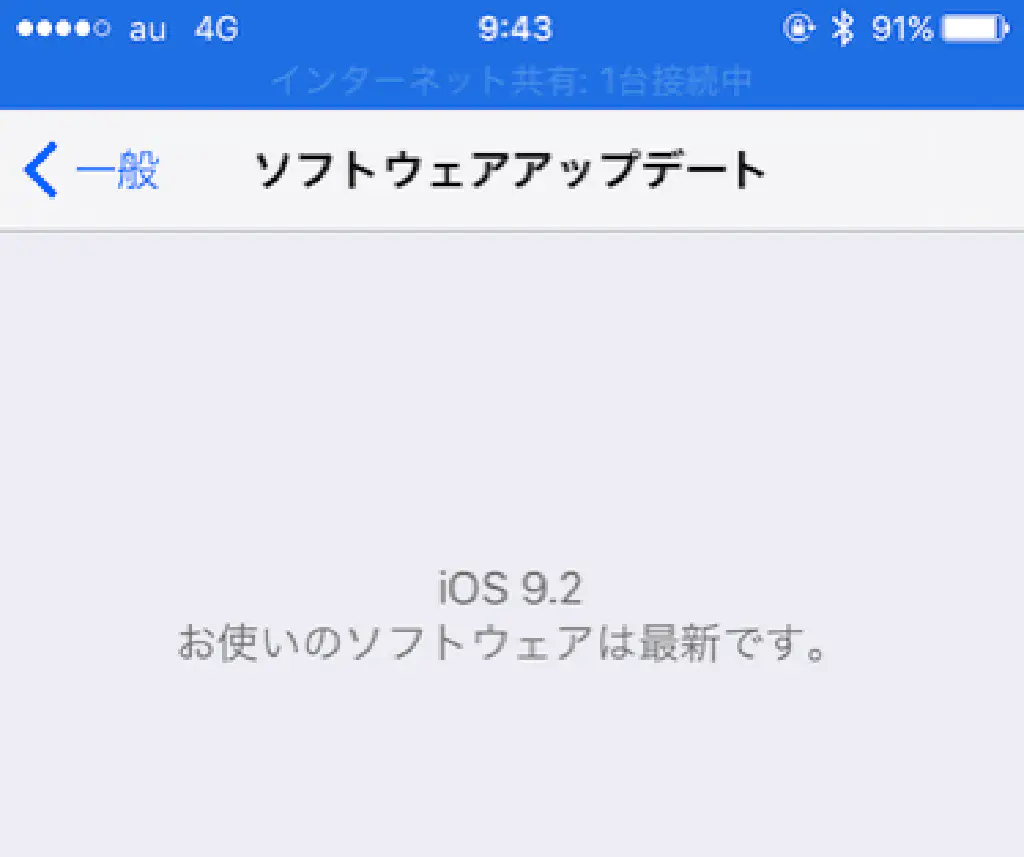 au 4G 9:43 91%
インターネット共有: 1台接続中
一般 ソフトウェアアップデート
iOS 9.2
お使いのソフトウェアは最新です。